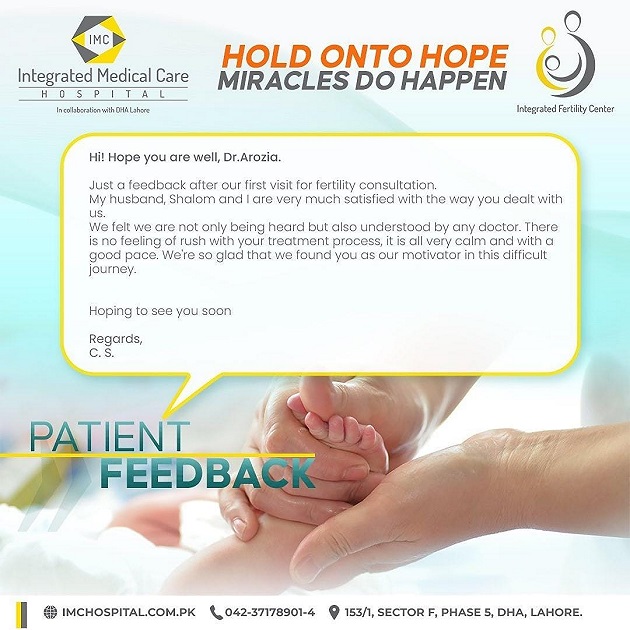 IMC
Integrated Medical Care
HOSPITAL
In collaboration with DHA Lahore
HOLD ONTO HOPE
MIRACLES DO HAPPEN
Integrated Fertility Center
Hi! Hope you are well, Dr.Arozia.
Just a feedback after our first visit for fertility consultation.
My husband, Shalom and I are very much satisfied with the way you dealt with
us.
We felt we are not only being heard but also understood by any doctor. There
is no feeling of rush with your treatment process, it is all very calm and with a
good pace. We're so glad that we found you as our motivator in this difficult
journey.
Hoping to see you soon
Regards,
C. S.
PATIENT
FEEDBACK
IMCHOSPITAL.COM.PK 042-37178901-4 153/1, SECTOR F, PHASE 5, DHA, LAHORE.